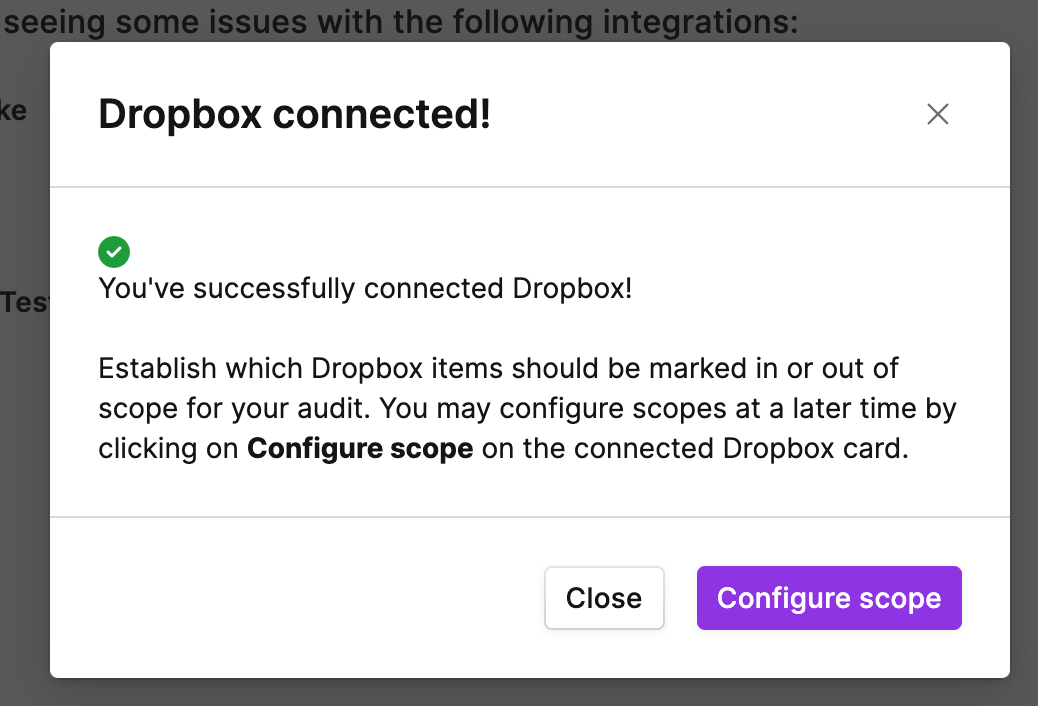 seeing some issues with the following integrations:
Dropbox connected!
You've successfully connected Dropbox!
Establish which Dropbox items should be marked in or out of
scope for your audit. You may configure scopes at a later time by
clicking on Configure scope on the connected Dropbox card.
Close
Configure scope